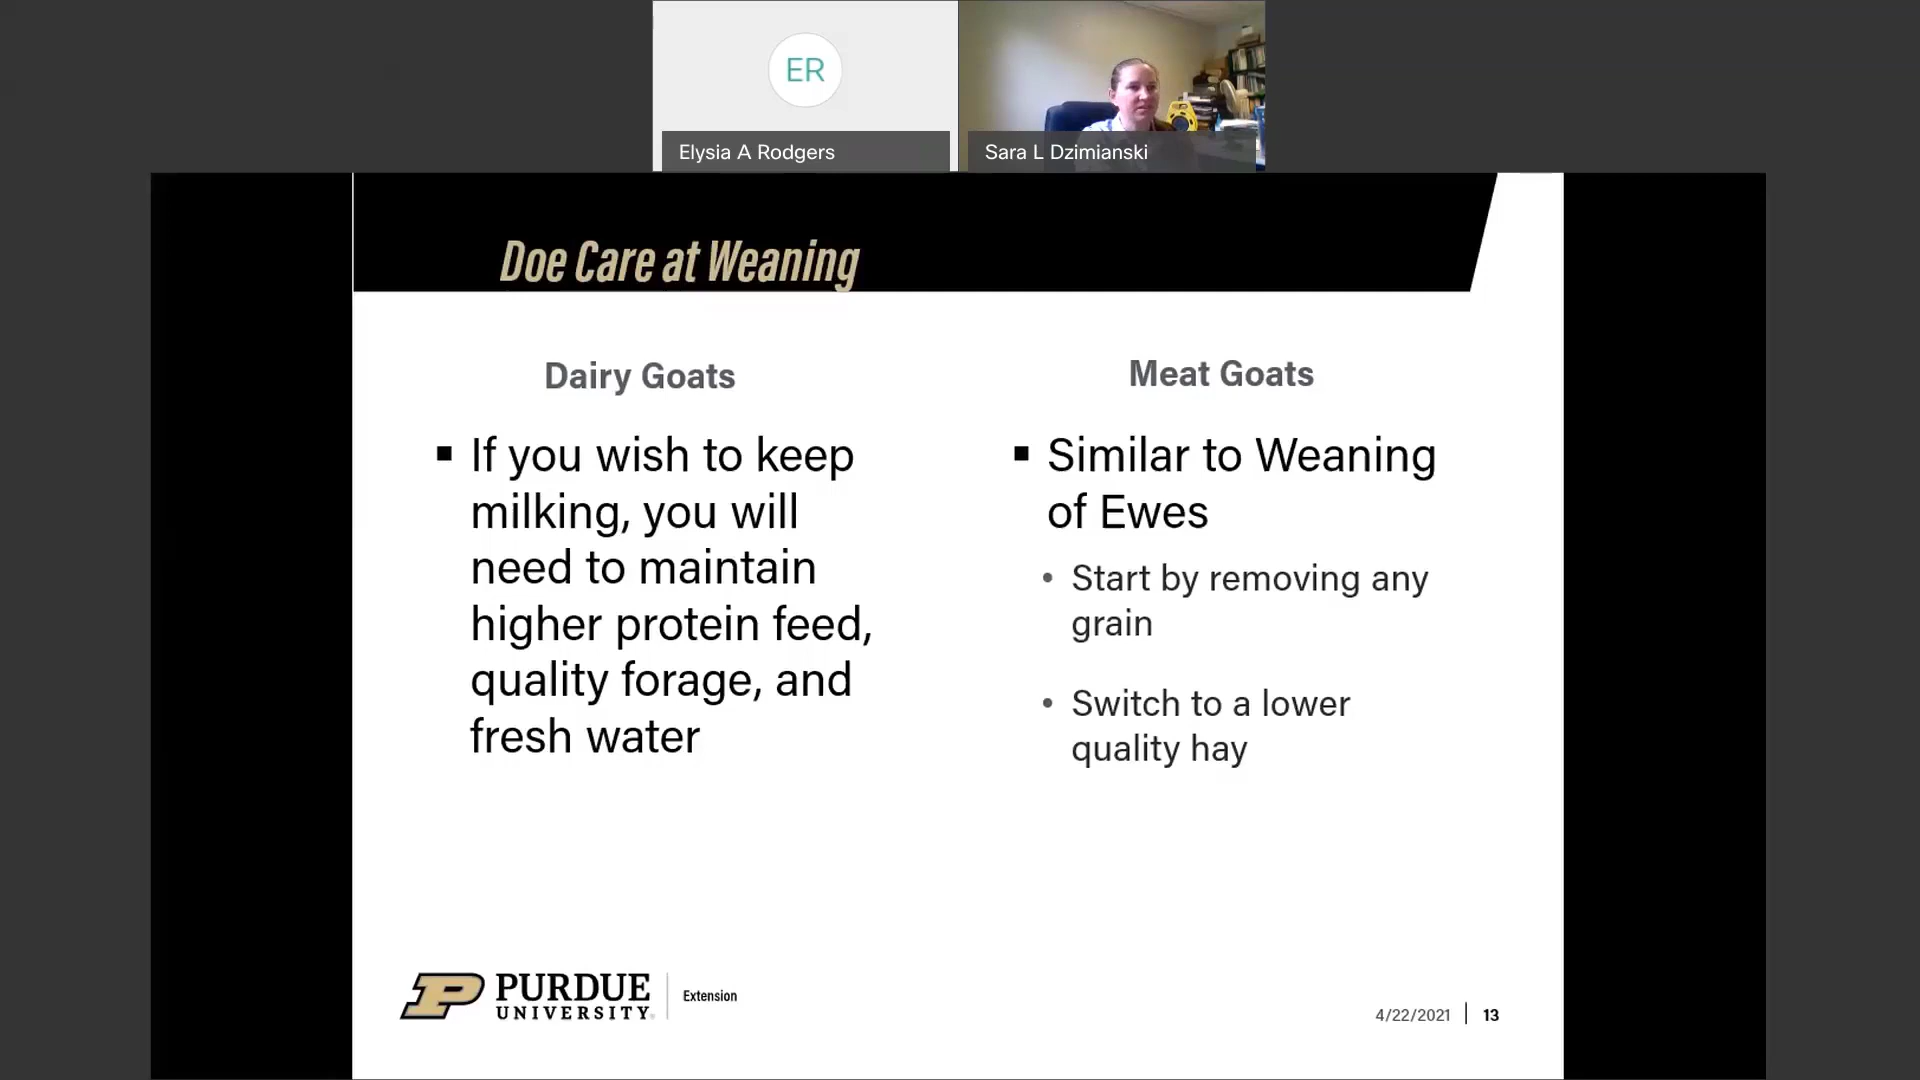 ER
Elysia A Rodgers
Sara L Dzimianski
Doe Care at Weaning
Dairy Goats
▪ If you wish to keep
milking, you will
need to maintain
higher protein feed,
quality forage, and
fresh water
Meat Goats
▪ Similar to Weaning
of Ewes
• Start by removing any
grain
• Switch to a lower
quality hay
P PURDUE
UNIVERSITY
Extension
4/22/2021 | 13